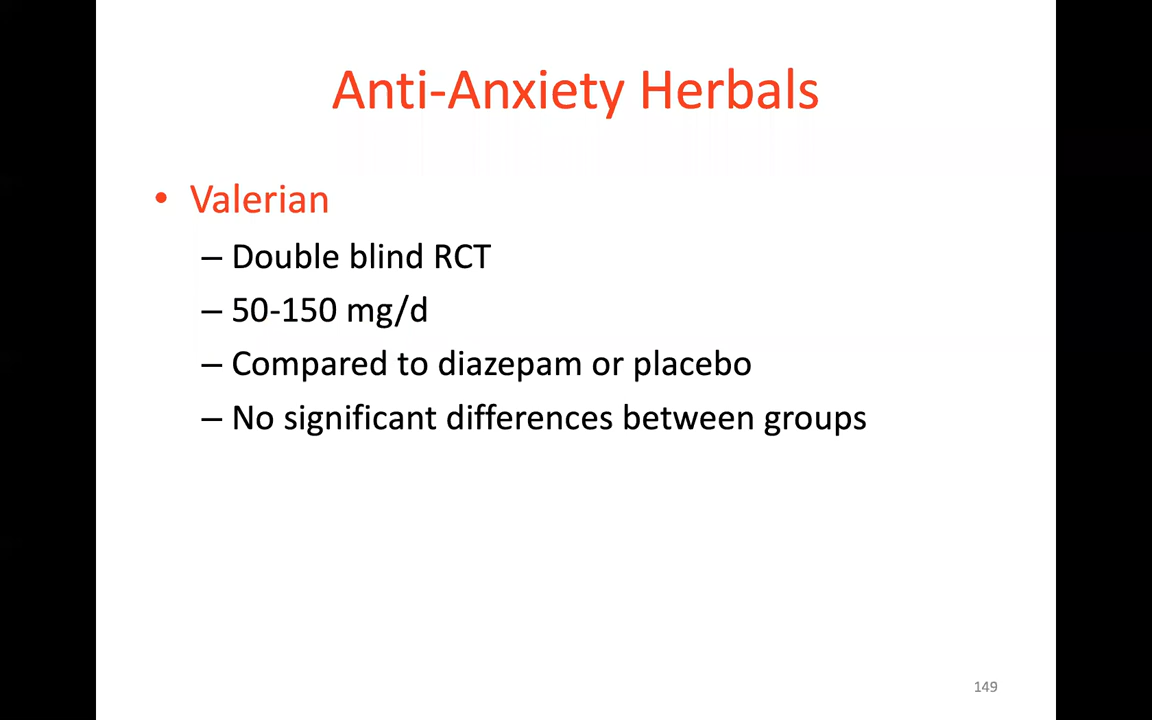 Anti-Anxiety Herbals
• Valerian
– Double blind RCT
– 50-150 mg/d
– Compared to diazepam or placebo
– No significant differences between groups
149